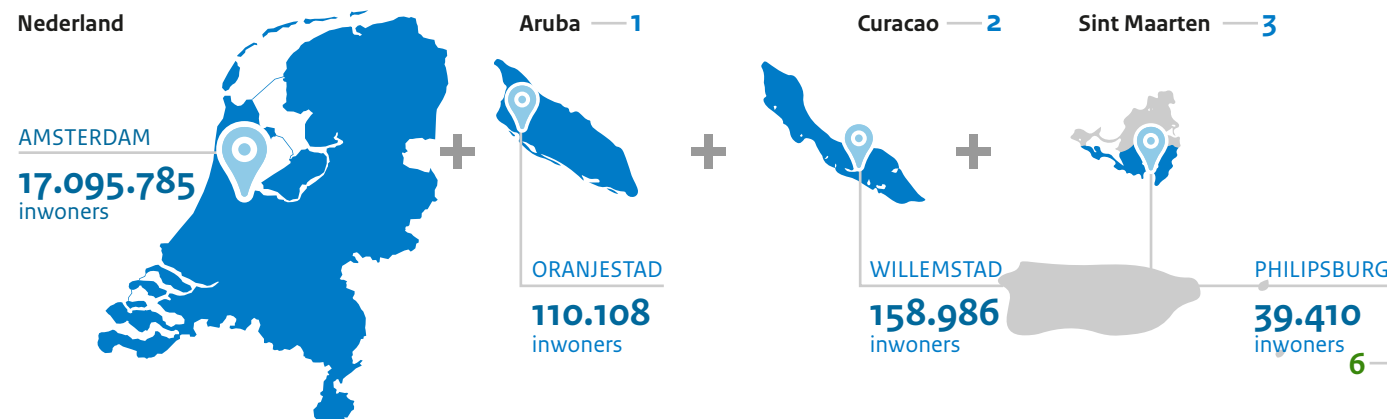 Nederland
AMSTERDAM
17.095.785
inwoners
+
Aruba 1
ORANJESTAD
110.108
inwoners
+
Curacao 2
WILLEMSTAD
158.986
inwoners
+
Sint Maarten 3
PHILIPSBURG
39.410
inwoners
6